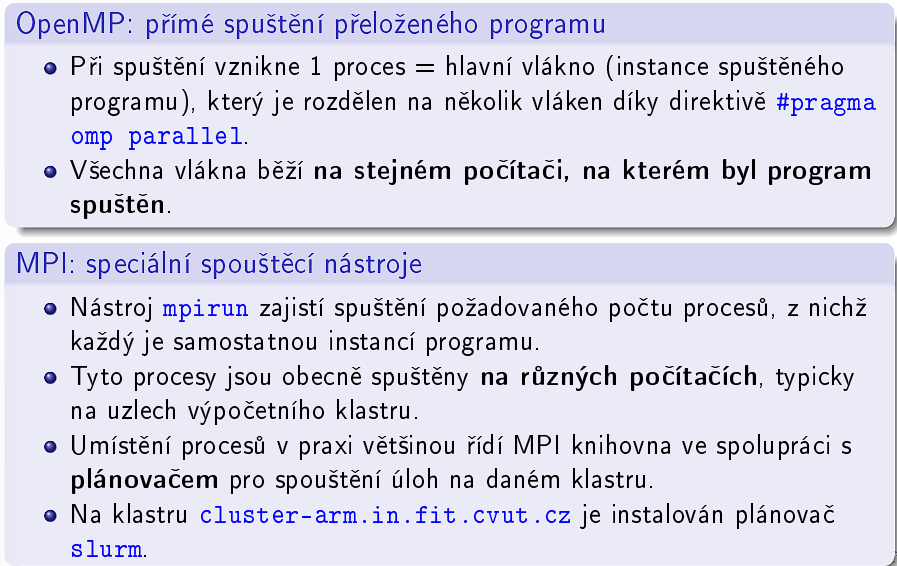 OpenMP: přímé spuštění přeloženého programu
Při spuštění vznikne 1 proces = hlavní vlákno (instance spuštěného
programu), který je rozdělen na několik vláken díky direktivě #pragma
omp parallel.
Všechna vlákna běží na stejném počítači, na kterém byl program
spuštěn.
MPI: speciální spouštěcí nástroje
Nástroj mpirun zajistí spuštění požadovaného počtu procesů, z nichž
každý je samostatnou instancí programu.
Tyto procesy jsou obecně spuštěny na různých počítačích, typicky
na uzlech výpočetního klastru.
Umístění procesů v praxi většinou řídí MPI knihovna ve spolupráci s
plánovačem pro spouštění úloh na daném klastru.
Na klastru cluster-arm.in.fit.cvut.cz je instalován plánovač
slurm.